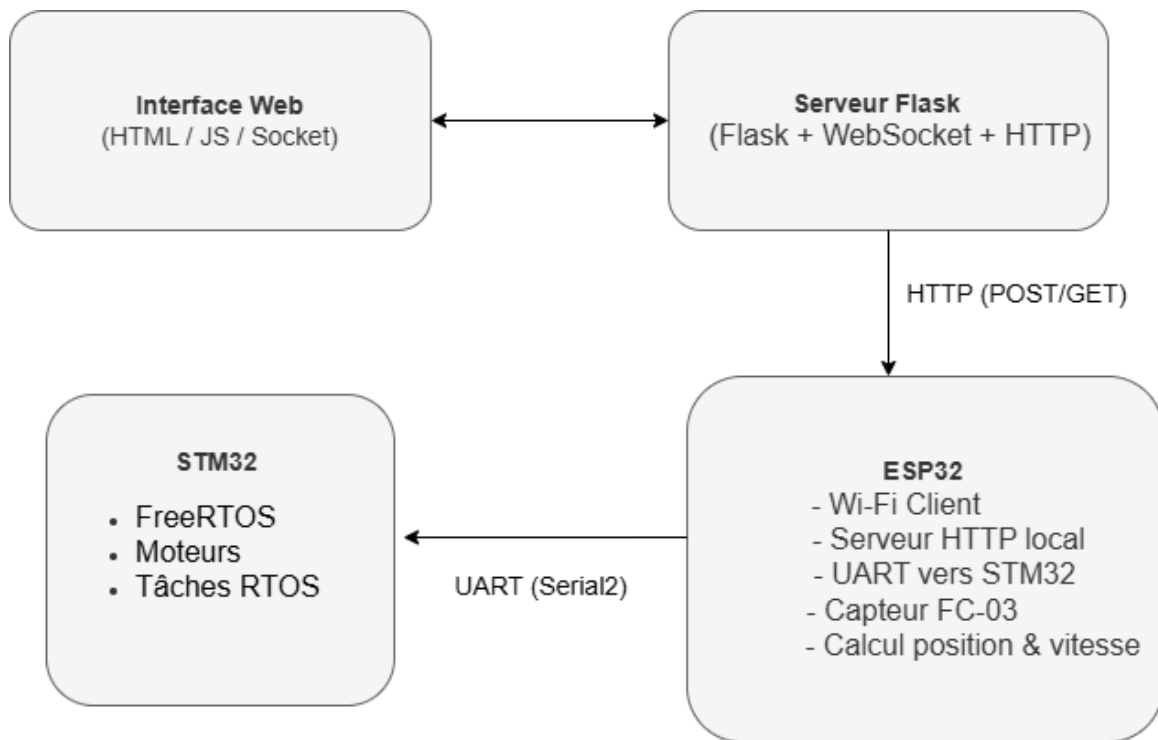 Interface Web
(HTML / JS / Socket)
Serveur Flask
(Flask + WebSocket + HTTP)
HTTP (POST/GET)
STM32
• FreeRTOS
• Moteurs
• Tâches RTOS
UART (Serial2)
ESP32
- Wi-Fi Client
- Serveur HTTP local
- UART vers STM32
- Capteur FC-03
- Calcul position & vitesse